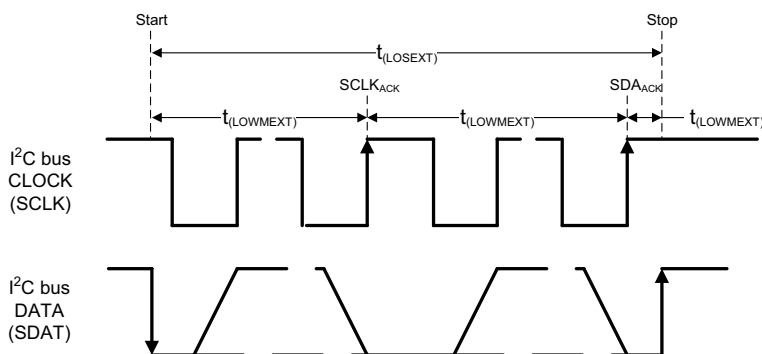 Start Stop
t(LOSEXT)
SCLKACK SDAACK
t(LOWMEXT) t(LOWMEXT) t(LOWMEXT)
I2C bus
CLOCK
(SCLK)
I2C bus
DATA
(SDAT)